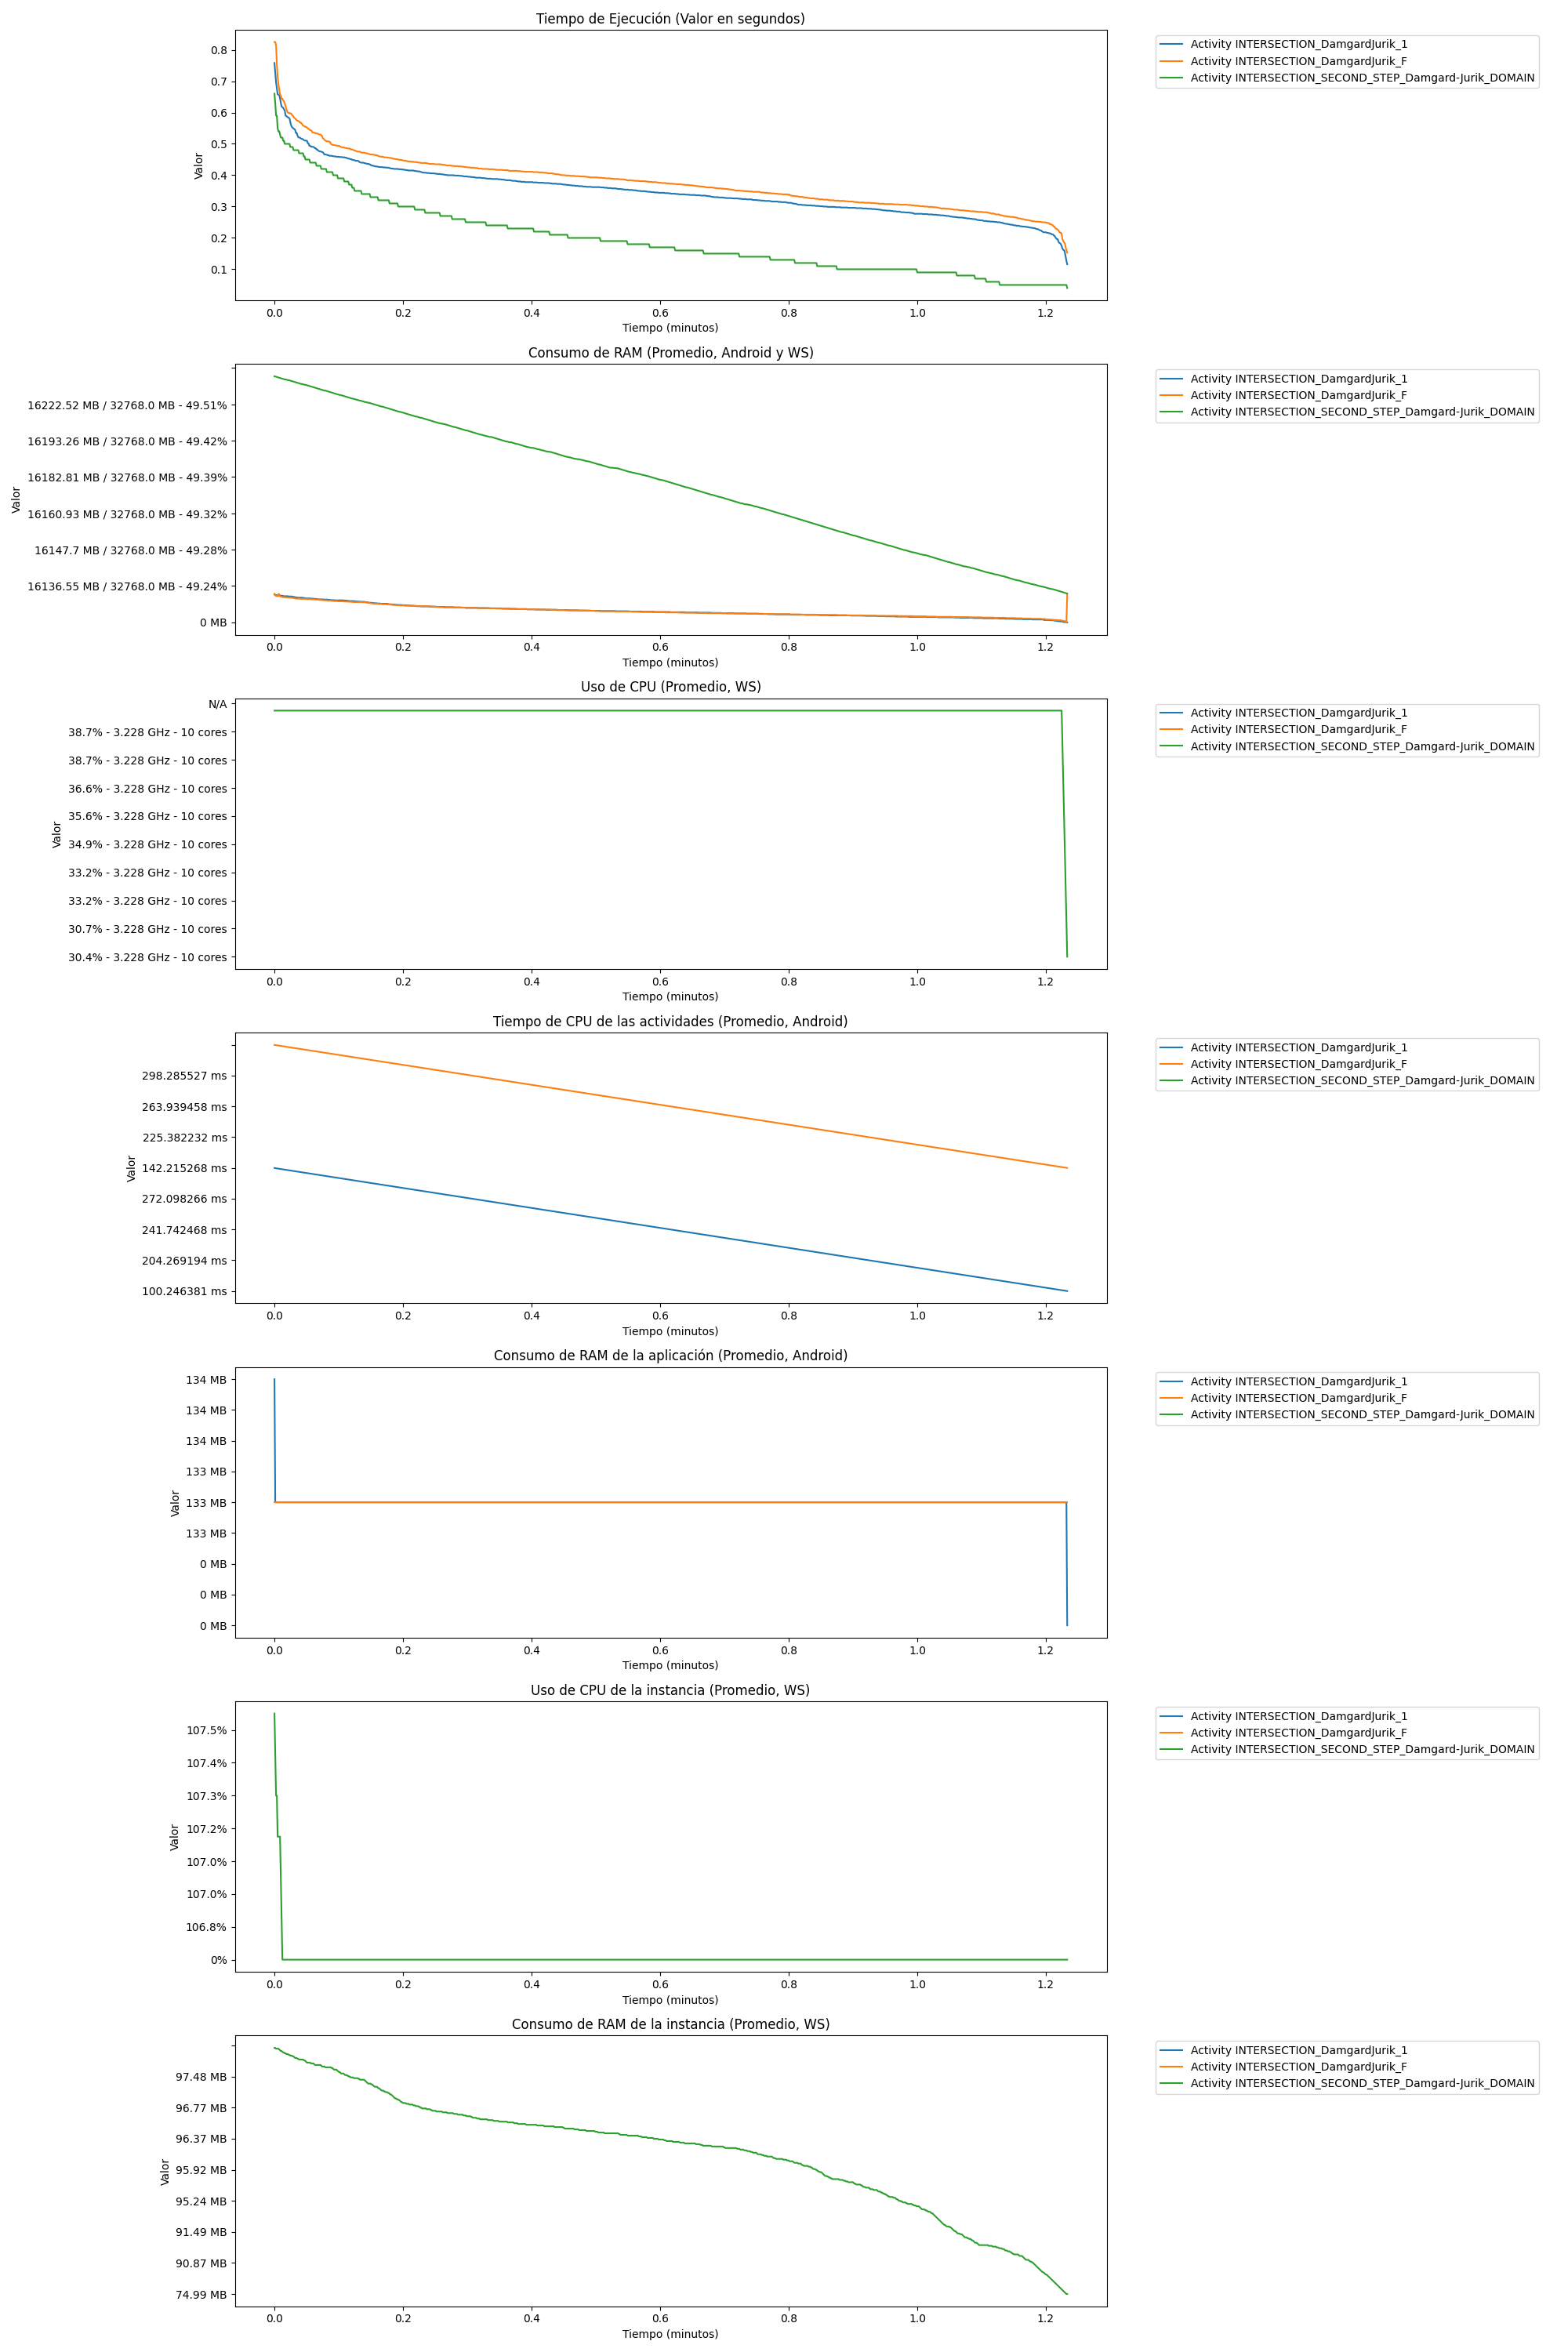 Tiempo de Ejecución (Valor en segundos)
0.8
0.7
0.6
0.5
0.4
0.3
0.2
0.1
Valor
0.0 0.2 0.4 0.6 0.8 1.0 1.2
Tiempo (minutos)
Activity INTERSECTION_DamgardJurik_1
Activity INTERSECTION_DamgardJurik_F
Activity INTERSECTION_SECOND_STEP_Damgard-Jurik_DOMAIN
Consumo de RAM (Promedio, Android y WS)
16222.52 MB / 32768.0 MB - 49.51%
16193.26 MB / 32768.0 MB - 49.42%
16182.81 MB / 32768.0 MB - 49.39%
16160.93 MB / 32768.0 MB - 49.32%
16147.7 MB / 32768.0 MB - 49.28%
16136.55 MB / 32768.0 MB - 49.24%
0 MB
Valor
0.0 0.2 0.4 0.6 0.8 1.0 1.2
Tiempo (minutos)
Activity INTERSECTION_DamgardJurik_1
Activity INTERSECTION_DamgardJurik_F
Activity INTERSECTION_SECOND_STEP_Damgard-Jurik_DOMAIN
Uso de CPU (Promedio, WS)
N/A
38.7% - 3.228 GHz - 10 cores
38.7% - 3.228 GHz - 10 cores
36.6% - 3.228 GHz - 10 cores
35.6% - 3.228 GHz - 10 cores
34.9% - 3.228 GHz - 10 cores
33.2% - 3.228 GHz - 10 cores
33.2% - 3.228 GHz - 10 cores
30.7% - 3.228 GHz - 10 cores
30.4% - 3.228 GHz - 10 cores
Valor
0.0 0.2 0.4 0.6 0.8 1.0 1.2
Tiempo (minutos)
Activity INTERSECTION_DamgardJurik_1
Activity INTERSECTION_DamgardJurik_F
Activity INTERSECTION_SECOND_STEP_Damgard-Jurik_DOMAIN
Tiempo de CPU de las actividades (Promedio, Android)
298.285527 ms
263.939458 ms
225.382232 ms
142.215268 ms
272.098266 ms
241.742468 ms
204.269194 ms
100.246381 ms
Valor
0.0 0.2 0.4 0.6 0.8 1.0 1.2
Tiempo (minutos)
Activity INTERSECTION_DamgardJurik_1
Activity INTERSECTION_DamgardJurik_F
Activity INTERSECTION_SECOND_STEP_Damgard-Jurik_DOMAIN
Consumo de RAM de la aplicación (Promedio, Android)
134 MB
134 MB
134 MB
133 MB
133 MB
133 MB
0 MB
0 MB
0 MB
Valor
0.0 0.2 0.4 0.6 0.8 1.0 1.2
Tiempo (minutos)
Activity INTERSECTION_DamgardJurik_1
Activity INTERSECTION_DamgardJurik_F
Activity INTERSECTION_SECOND_STEP_Damgard-Jurik_DOMAIN
Uso de CPU de la instancia (Promedio, WS)
107.5%
107.4%
107.3%
107.2%
107.0%
107.0%
106.8%
0%
Valor
0.0 0.2 0.4 0.6 0.8 1.0 1.2
Tiempo (minutos)
Activity INTERSECTION_DamgardJurik_1
Activity INTERSECTION_DamgardJurik_F
Activity INTERSECTION_SECOND_STEP_Damgard-Jurik_DOMAIN
Consumo de RAM de la instancia (Promedio, WS)
97.48 MB
96.77 MB
96.37 MB
95.92 MB
95.24 MB
91.49 MB
90.87 MB
74.99 MB
Valor
0.0 0.2 0.4 0.6 0.8 1.0 1.2
Tiempo (minutos)
Activity INTERSECTION_DamgardJurik_1
Activity INTERSECTION_DamgardJurik_F
Activity INTERSECTION_SECOND_STEP_Damgard-Jurik_DOMAIN